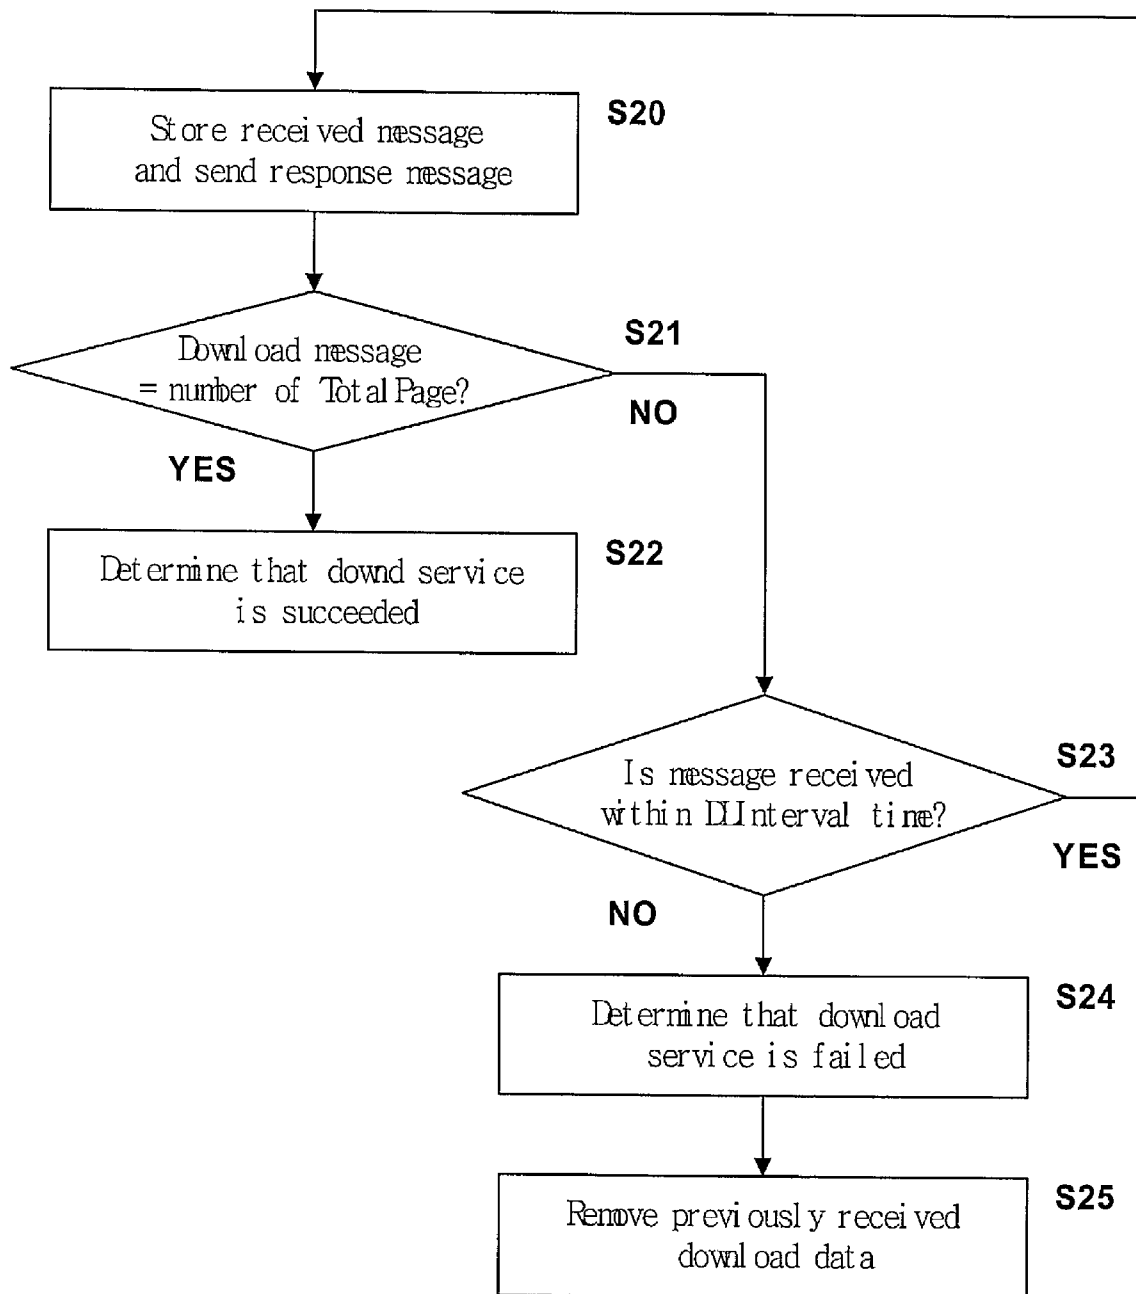 S20
Store received message
and send response message
S21
Download message
= number of TotalPage?
NO
YES
S22
Determine that downd service
is succeeded
S23
Is message received
within DLInterval time?
YES
NO
S24
Determine that download
service is failed
S25
Remove previously received
download data